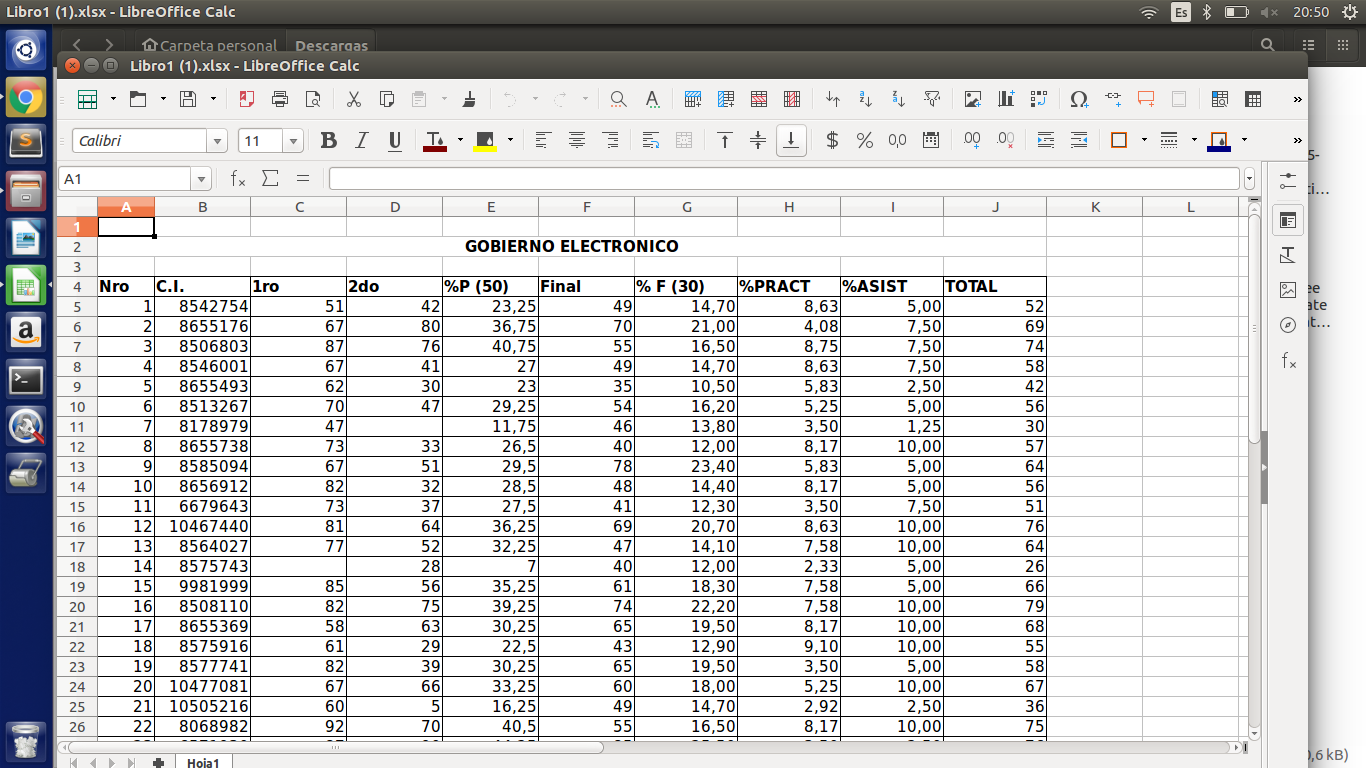 Libro1 (1).xlsx - LibreOffice Calc
Es
20:50
Carpeta personal
Descargas
Libro1 (1).xlsx - LibreOffice Calc
Calibri
11
A1
A B C D E F G H I J K L
1
2 GOBIERNO ELECTRONICO
3
4 Nro C.I. 1ro 2do %P (50) Final % F (30) %PRACT %ASIST TOTAL
5 1 8542754 51 42 23,25 49 14,70 8,63 5,00 52
6 2 8655176 67 80 36,75 70 21,00 4,08 7,50 69
7 3 8506803 87 76 40,75 55 16,50 8,75 7,50 74
8 4 8546001 67 41 27 49 14,70 8,63 7,50 58
9 5 8655493 62 30 23 35 10,50 5,83 2,50 42
10 6 8513267 70 47 29,25 54 16,20 5,25 5,00 56
11 7 8178979 47 11,75 46 13,80 3,50 1,25 30
12 8 8655738 73 33 26,5 40 12,00 8,17 10,00 57
13 9 8585094 67 51 29,5 78 23,40 5,83 5,00 64
14 10 8656912 82 32 28,5 48 14,40 8,17 5,00 56
15 11 6679643 73 37 27,5 41 12,30 3,50 7,50 51
16 12 10467440 81 64 36,25 69 20,70 8,63 10,00 76
17 13 8564027 77 52 32,25 47 14,10 7,58 10,00 64
18 14 8575743 28 7 40 12,00 2,33 5,00 26
19 15 9981999 85 56 35,25 61 18,30 7,58 5,00 66
20 16 8508110 82 75 39,25 74 22,20 7,58 10,00 79
21 17 8655369 58 63 30,25 65 19,50 8,17 10,00 68
22 18 8575916 61 29 22,5 43 12,90 9,10 10,00 55
23 19 8577741 82 39 30,25 65 19,50 3,50 5,00 58
24 20 10477081 67 66 33,25 60 18,00 5,25 10,00 67
25 21 10505216 60 5 16,25 49 14,70 2,92 2,50 36
26 22 8068982 92 70 40,5 55 16,50 8,17 10,00 75
Hoja1